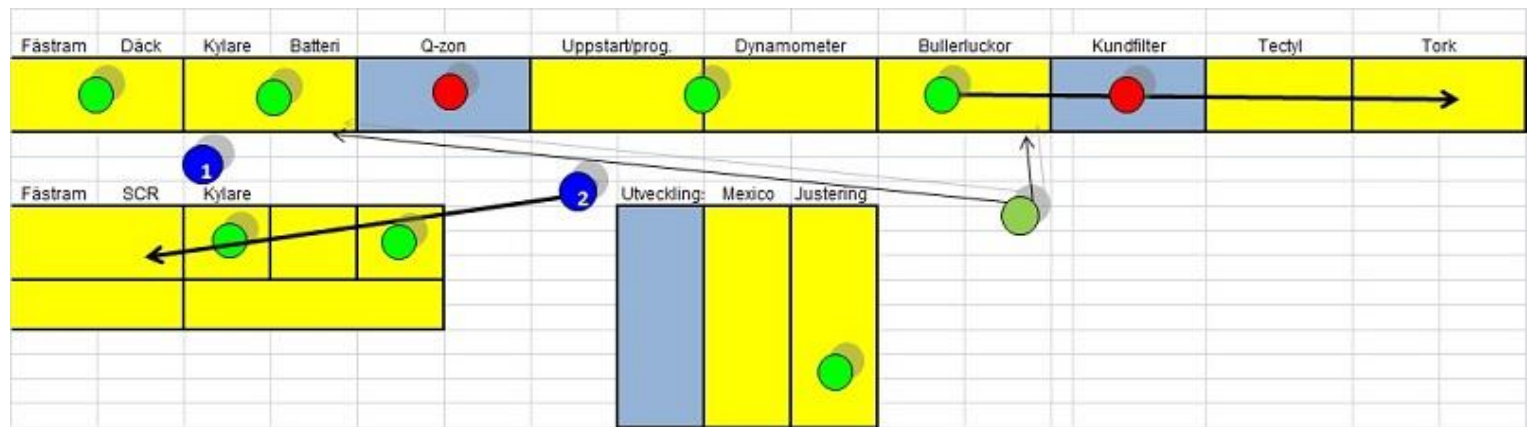 Fästram Däck Kylare Batteri Q-zon Uppstart/prog. Dynamometer Bullerluckor Kundfilter Tectyl Tork
1
2
Fästram SCR Kylare Utveckling: Mexico Justering